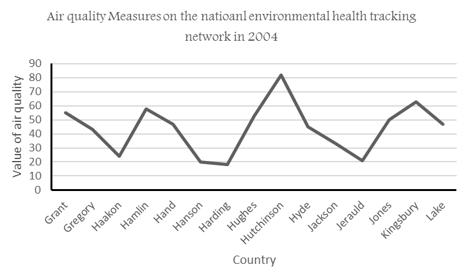 Air quality Measures on the natioanl environmental health tracking
network in 2004
Value of air quality
90
80
70
60
50
40
30
20
10
0
Grant
Gregory
Haakon
Hamlin
Hand
Hanson
Harding
Hughes
Hutchinson
Hyde
Jackson
Jerauld
Jones
Kingsbury
Lake
Country